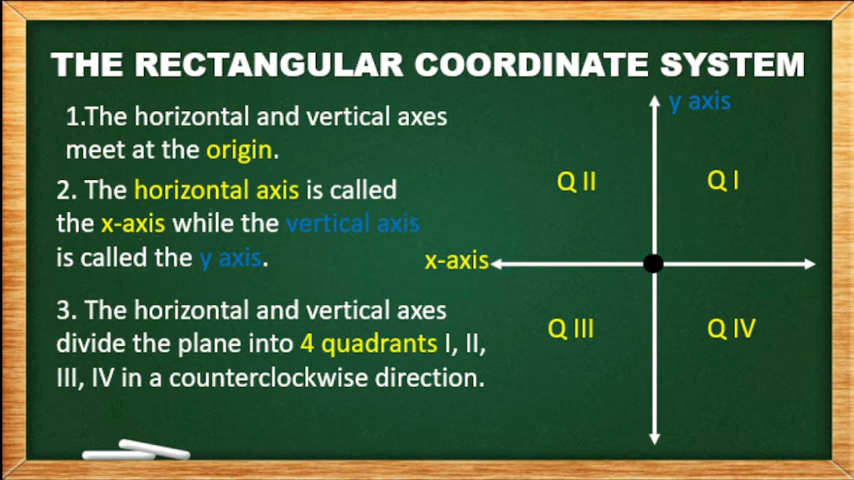 THE RECTANGULAR COORDINATE SYSTEM
1.The horizontal and vertical axes
meet at the origin.
2. The horizontal axis is called
the x-axis while the vertical axis
is called the y axis.
3. The horizontal and vertical axes
divide the plane into 4 quadrants I, II,
III, IV in a counterclockwise direction.
y axis
Q II
Q I
x-axis
Q III
Q IV